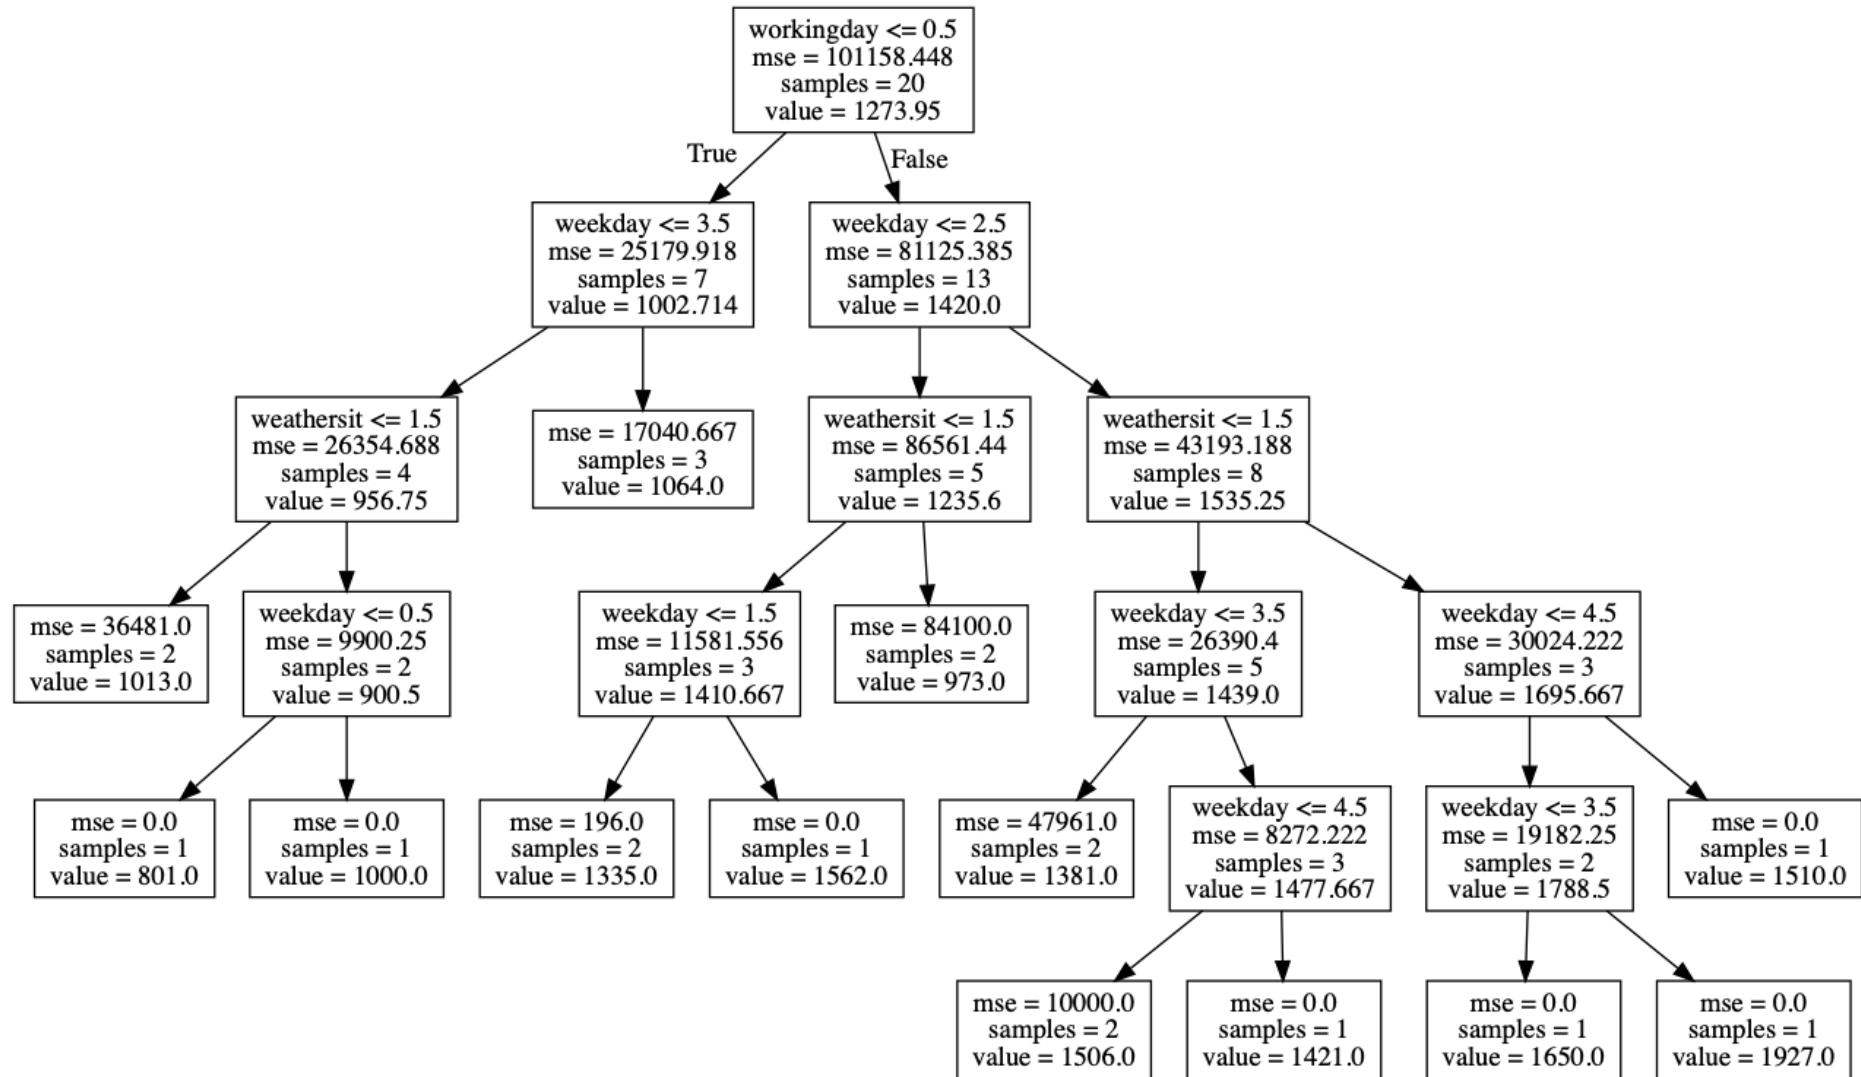 workingday <= 0.5
mse = 101158.448
samples = 20
value = 1273.95
True
False
weekday <= 3.5
mse = 25179.918
samples = 7
value = 1002.714
weekday <= 2.5
mse = 81125.385
samples = 13
value = 1420.0
weathersit <= 1.5
mse = 26354.688
samples = 4
value = 956.75
mse = 17040.667
samples = 3
value = 1064.0
weathersit <= 1.5
mse = 86561.44
samples = 5
value = 1235.6
weathersit <= 1.5
mse = 43193.188
samples = 8
value = 1535.25
mse = 36481.0
samples = 2
value = 1013.0
weekday <= 0.5
mse = 9900.25
samples = 2
value = 900.5
weekday <= 1.5
mse = 11581.556
samples = 3
value = 1410.667
mse = 84100.0
samples = 2
value = 973.0
weekday <= 3.5
mse = 26390.4
samples = 5
value = 1439.0
weekday <= 4.5
mse = 30024.222
samples = 3
value = 1695.667
mse = 0.0
samples = 1
value = 801.0
mse = 0.0
samples = 1
value = 1000.0
mse = 196.0
samples = 2
value = 1335.0
mse = 0.0
samples = 1
value = 1562.0
mse = 47961.0
samples = 2
value = 1381.0
weekday <= 4.5
mse = 8272.222
samples = 3
value = 1477.667
weekday <= 3.5
mse = 19182.25
samples = 2
value = 1788.5
mse = 0.0
samples = 1
value = 1510.0
mse = 10000.0
samples = 2
value = 1506.0
mse = 0.0
samples = 1
value = 1421.0
mse = 0.0
samples = 1
value = 1650.0
mse = 0.0
samples = 1
value = 1927.0